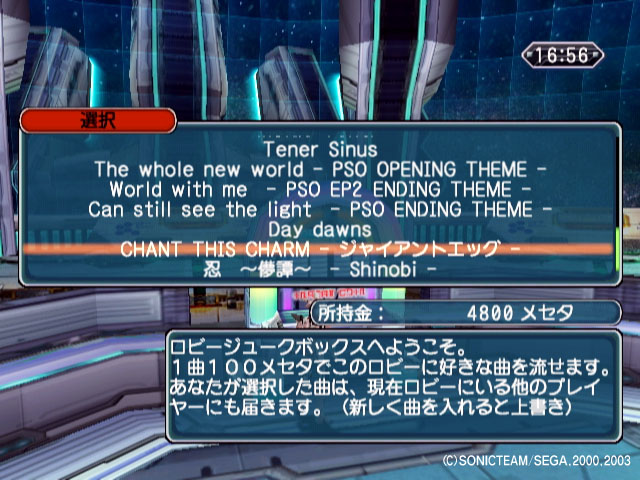 16:56
選択
Tener Sinus
The whole new world - PSO OPENING THEME -
World with me - PSO EP2 ENDING THEME -
Can still see the light - PSO ENDING THEME -
Day dawns
CHANT THIS CHARM - ジャイアントエッグ -
忍 ～儚譚～ - Shinobi -
所持金： 4800 メセタ
ロビージュークボックスへようこそ。
１曲１００メセタでこのロビーに好きな曲を流せます。
あなたが選択した曲は、現在ロビーにいる他のプレイ
ヤーにも届きます。（新しく曲を入れると上書き）
(C)SONICTEAM/SEGA.2000.2003